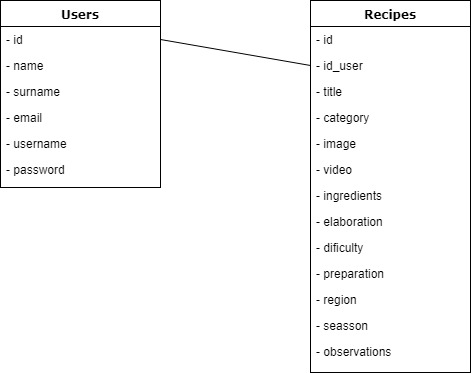 Users
- id
- name
- surname
- email
- username
- password
Recipes
- id
- id_user
- title
- category
- image
- video
- ingredients
- elaboration
- dificulty
- preparation
- region
- seasson
- observations